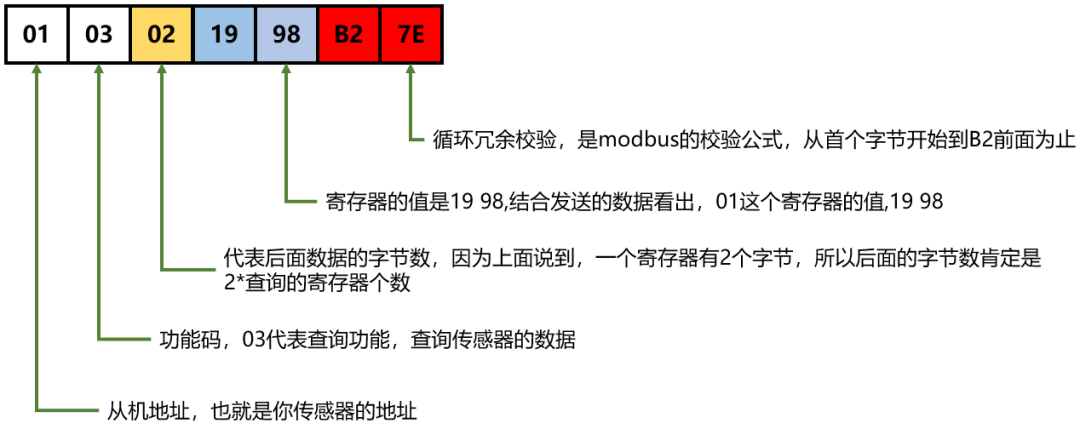 01 03 02 19 98 B2 7E
循环冗余校验，是modbus的校验公式，从首个字节开始到B2前面为止
寄存器的值是19 98,结合发送的数据看出，01这个寄存器的值,19 98
代表后面数据的字节数，因为上面说到，一个寄存器有2个字节，所以后面的字节数肯定是
2*查询的寄存器个数
功能码，03代表查询功能，查询传感器的数据
从机地址，也就是你传感器的地址